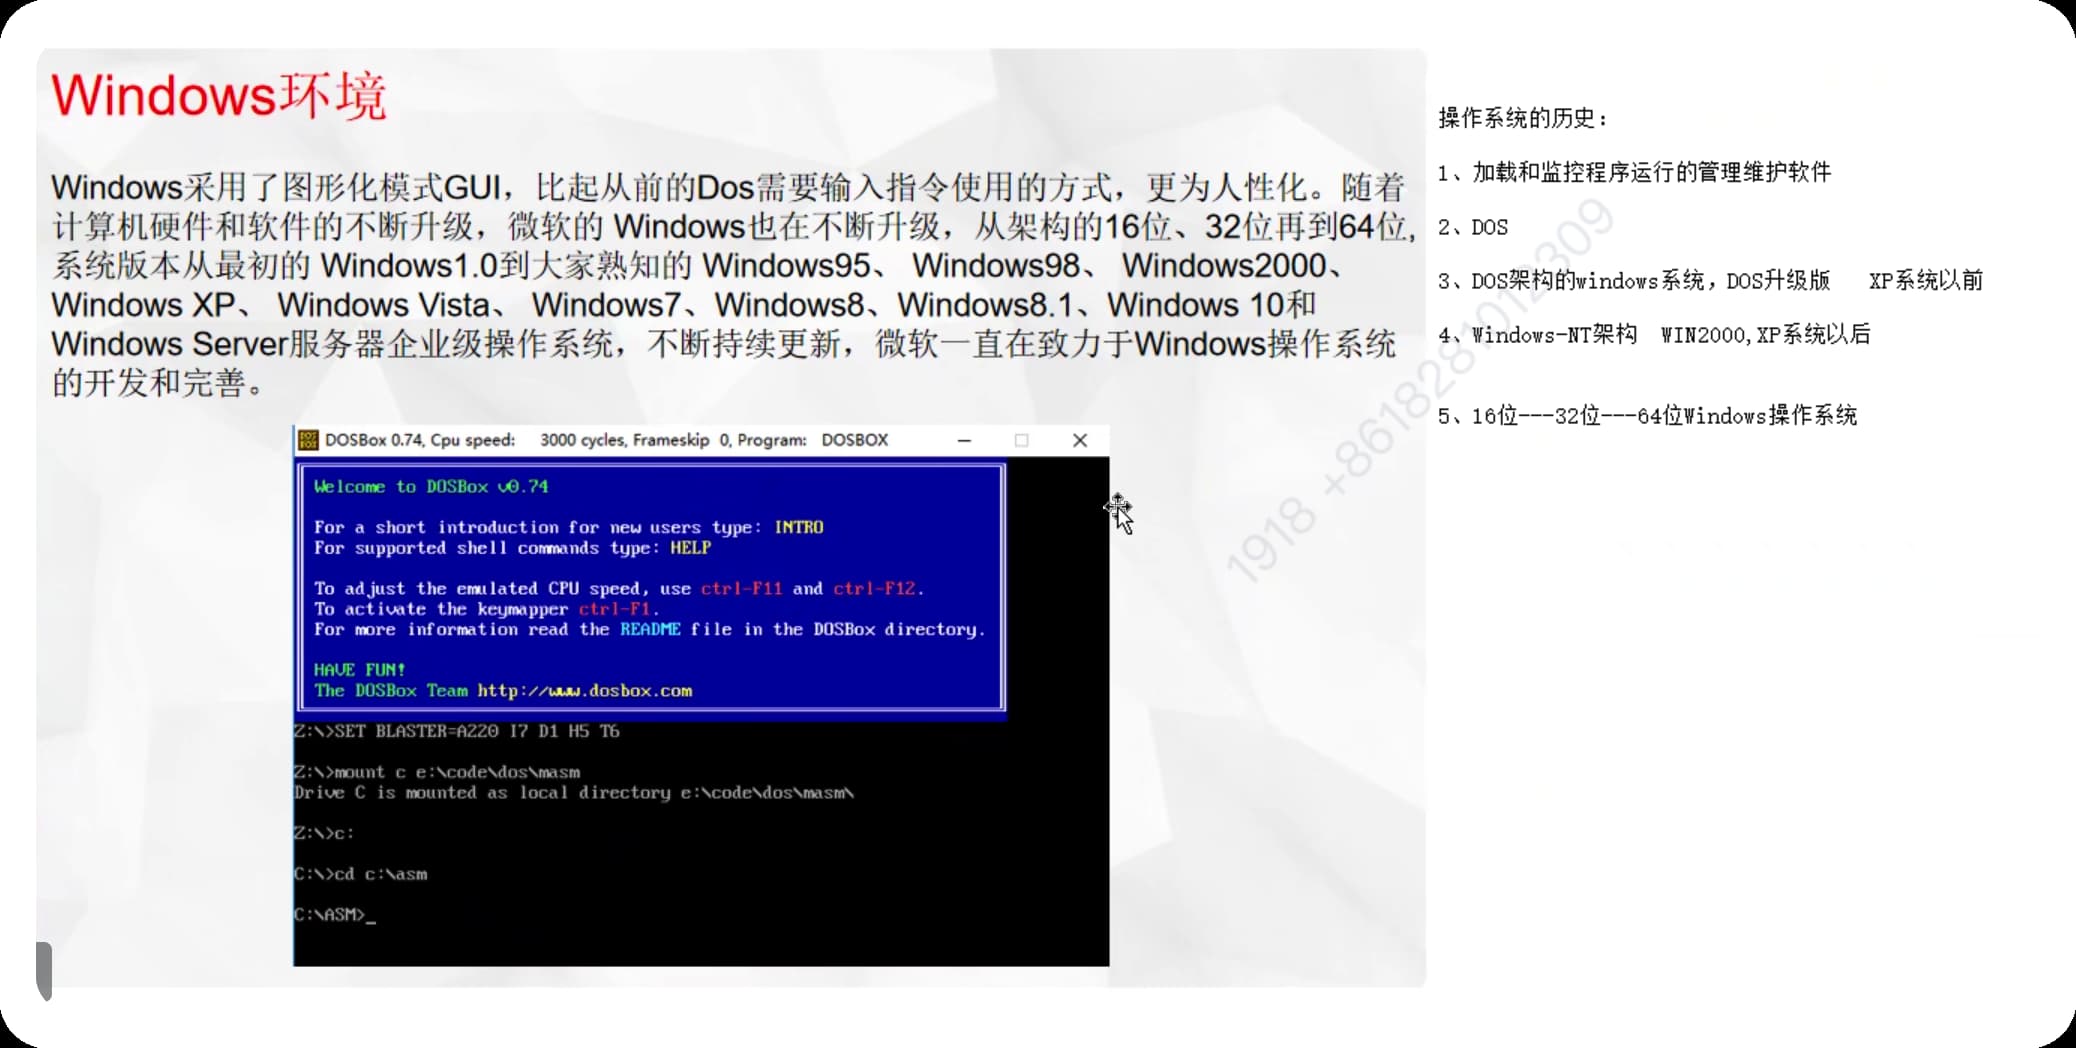 Windows环境
Windows采用了图形化模式GUI，比起从前的Dos需要输入指令使用的方式，更为人性化。随着
计算机硬件和软件的不断升级，微软的 Windows也在不断升级，从架构的16位、32位再到64位,
系统版本从最初的 Windows1.0到大家熟知的 Windows95、 Windows98、 Windows2000、
Windows XP、 Windows Vista、 Windows7、Windows8、Windows8.1、Windows 10和
Windows Server服务器企业级操作系统，不断持续更新，微软一直在致力于Windows操作系统
的开发和完善。
DOSBox 0.74, Cpu speed: 3000 cycles, Frameskip 0, Program: DOSBOX
Welcome to DOSBox v0.74
For a short introduction for new users type: INTRO
For supported shell commands type: HELP
To adjust the emulated CPU speed, use ctrl-F11 and ctrl-F12.
To activate the keymapper ctrl-F1.
For more information read the README file in the DOSBox directory.
HAVE FUN!
The DOSBox Team http://www.dosbox.com
Z:\>SET BLASTER=A220 I7 D1 H5 T6
Z:\>mount c e:\code\dos\masm
Drive C is mounted as local directory e:\code\dos\masm\
Z:\>c:
C:\>cd c:\asm
C:\ASM>_
操作系统的历史：
1、加载和监控程序运行的管理维护软件
2、DOS
3、DOS架构的windows系统，DOS升级版 XP系统以前
4、Windows-NT架构 WIN2000,XP系统以后
5、16位---32位---64位Windows操作系统
1918 +8618281012309